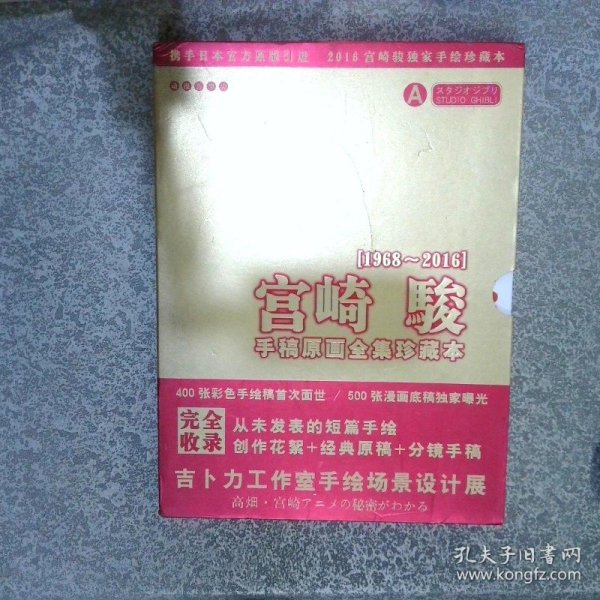 携手日本官方原版引进 2016宫崎骏独家手绘珍藏本
A スタジオジブリ
STUDIO GHIBLI
[1968～2016]
宫崎 駿
手稿原画全集珍藏本
400张彩色手绘稿首次面世 / 500张漫画底稿独家曝光
完全收录
从未发表的短篇手绘
创作花絮+经典原稿+分镜手稿
吉卜力工作室手绘场景设计展
高畑・宮崎アニメの秘密がわかる
孔夫子旧书网
www.kongfz.com